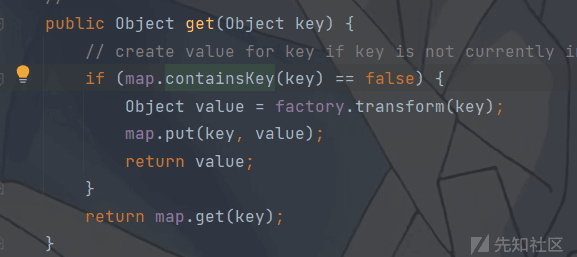 //
public Object get(Object key) {
// create value for key if key is not currently
if (map.containsKey(key) == false) {
Object value = factory.transform(key);
map.put(key, value);
return value;
}
return map.get(key);
}
先知社区